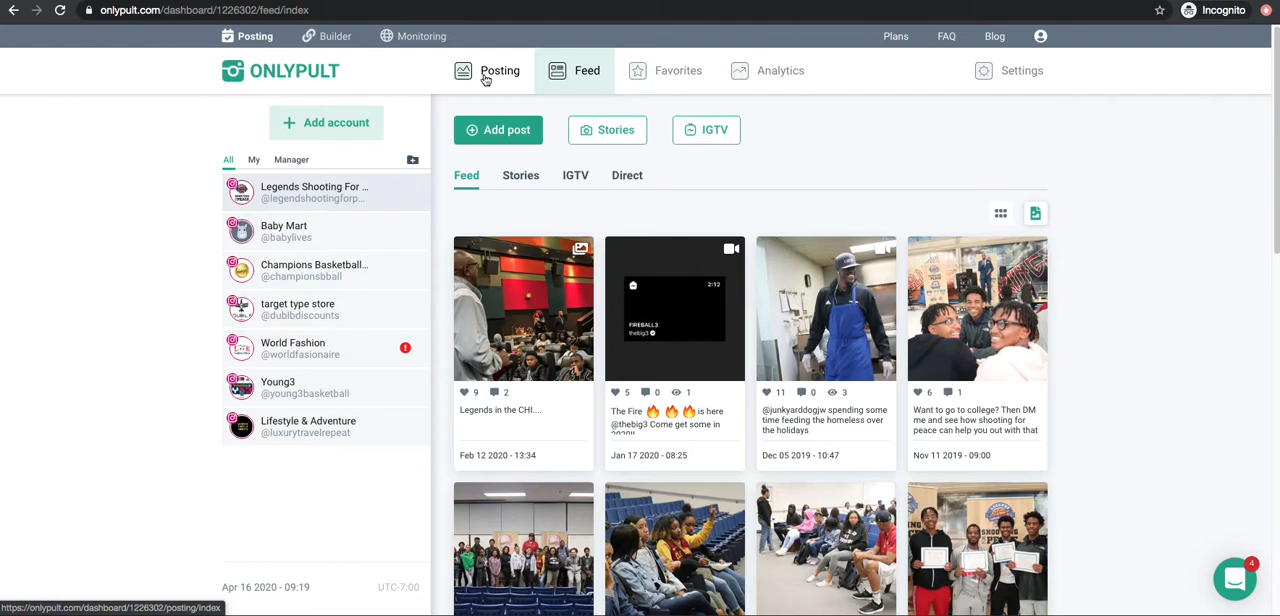 onlypult.com/dashboard/1226302/feed/index
Incognito
Posting
Builder
Monitoring
Plans
FAQ
Blog
ONLYPULT
Posting
Feed
Favorites
Analytics
Settings
Add account
All
My
Manager
Legends Shooting For ...
@legendshootingforp...
Baby Mart
@babylives
Champions Basketball...
@championsbball
target type store
@dublbdiscounts
World Fashion
@worldfasionaire
Young3
@young3basketball
Lifestyle & Adventure
@luxurytravelrepeat
Apr 16 2020 - 09:19
UTC-7:00
Add post
Stories
IGTV
Feed
Stories
IGTV
Direct
9
2
Legends in the CHI....
Feb 12 2020 - 13:34
2:12
FIREBALL3
thebig3
5
0
1
The Fire 🔥 🔥 🔥 is here
@thebig3 Come get some in
2020!!
Jan 17 2020 - 08:25
11
0
3
@junkyarddogjw spending some
time feeding the homeless over
the holidays
Dec 05 2019 - 10:47
6
1
Want to go to college? Then DM
me and see how shooting for
peace can help you out with that
Nov 11 2019 - 09:00
4
https://onlypult.com/dashboard/1226302/posting/index